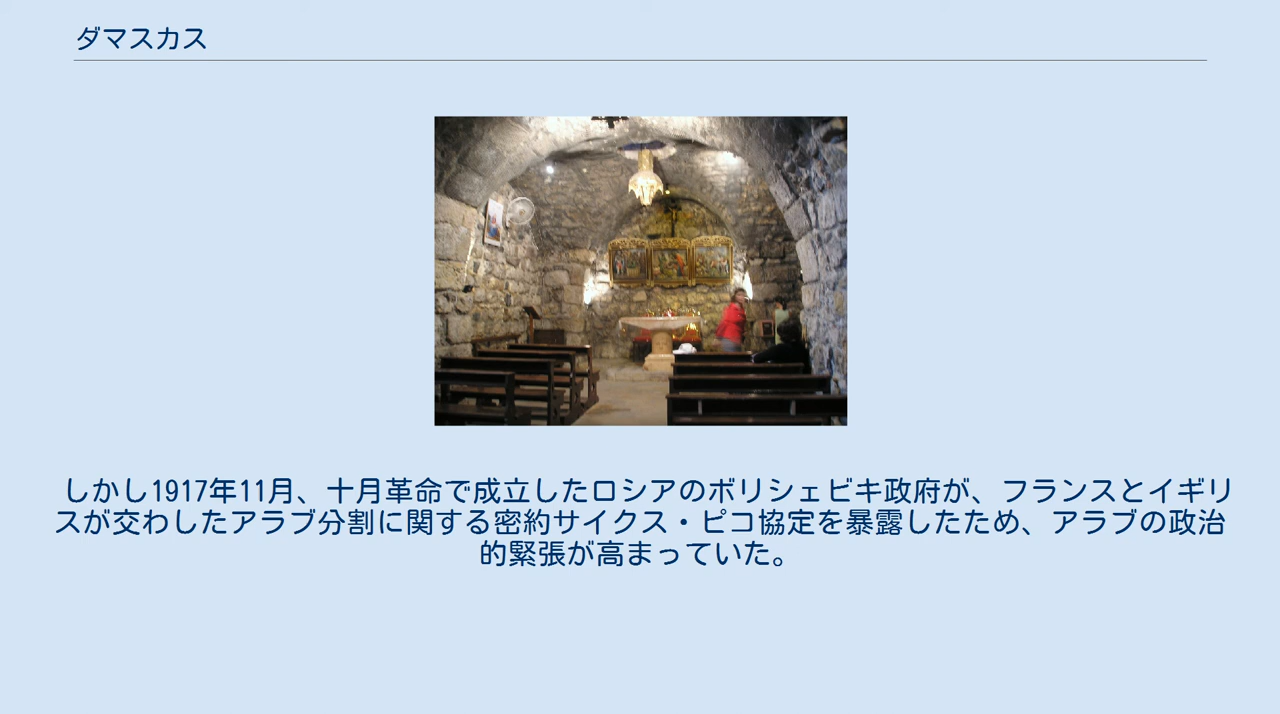 ダマスカス
しかし1917年11月、十月革命で成立したロシアのボリシェビキ政府が、フランスとイギリ
スが交わしたアラブ分割に関する密約サイクス・ピコ協定を暴露したため、アラブの政治
的緊張が高まっていた。